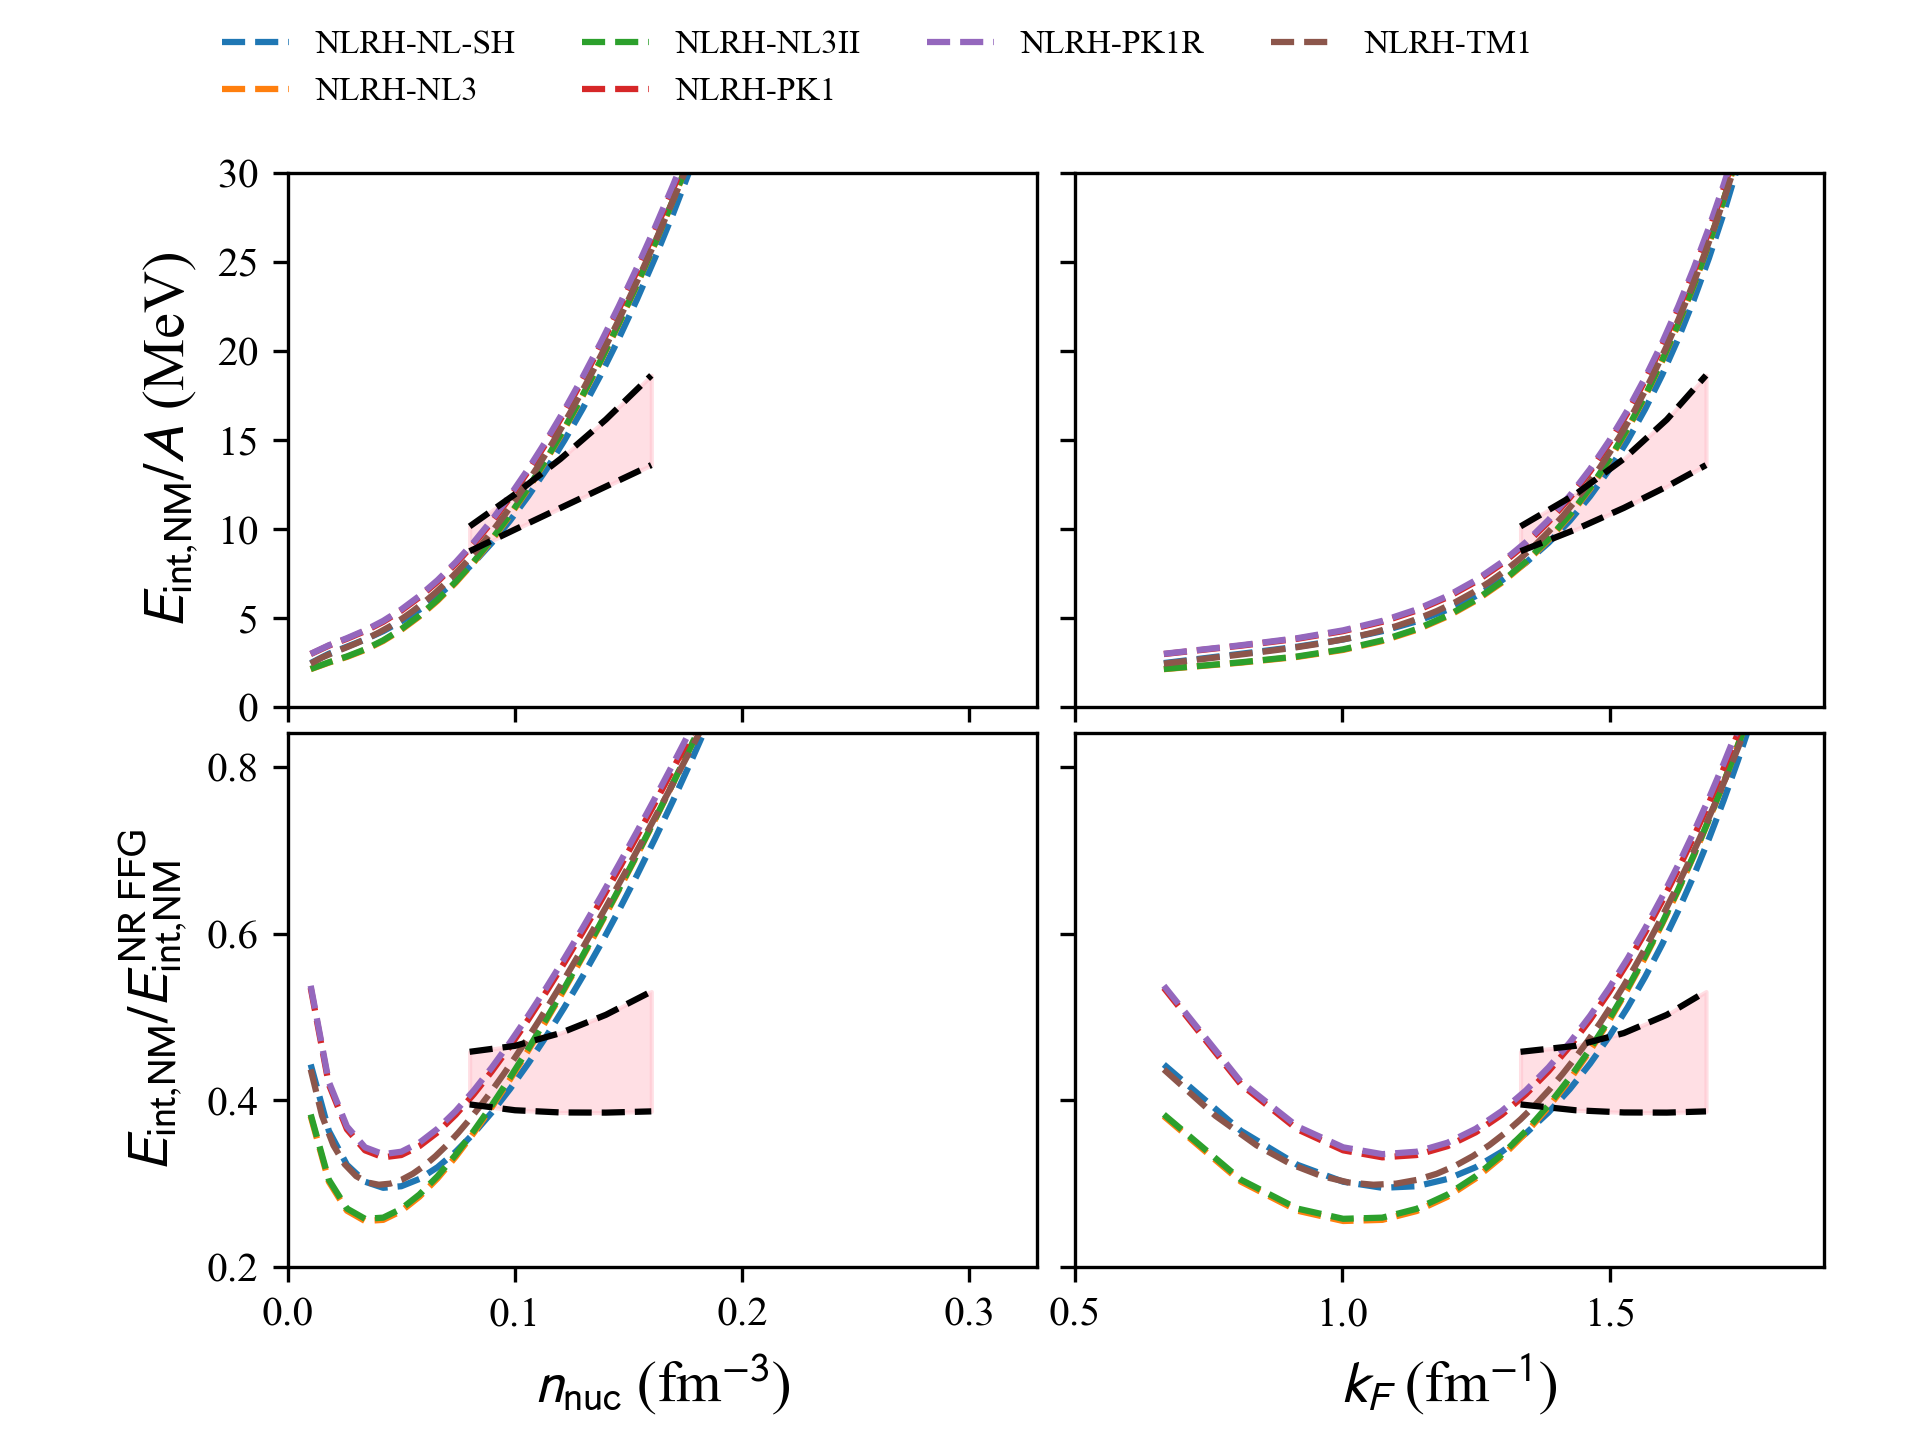 NLRH-NL-SH NLRH-NL3II NLRH-PK1R NLRH-TM1
NLRH-NL3 NLRH-PK1
30
25
20
15
10
5
0
E_int,NM/A (MeV)
0.8
0.6
0.4
0.2
E_int,NM/E_int,NM^NR FFG
0.0 0.1 0.2 0.3 0.5 1.0 1.5
n_nuc (fm⁻³) k_F (fm⁻¹)